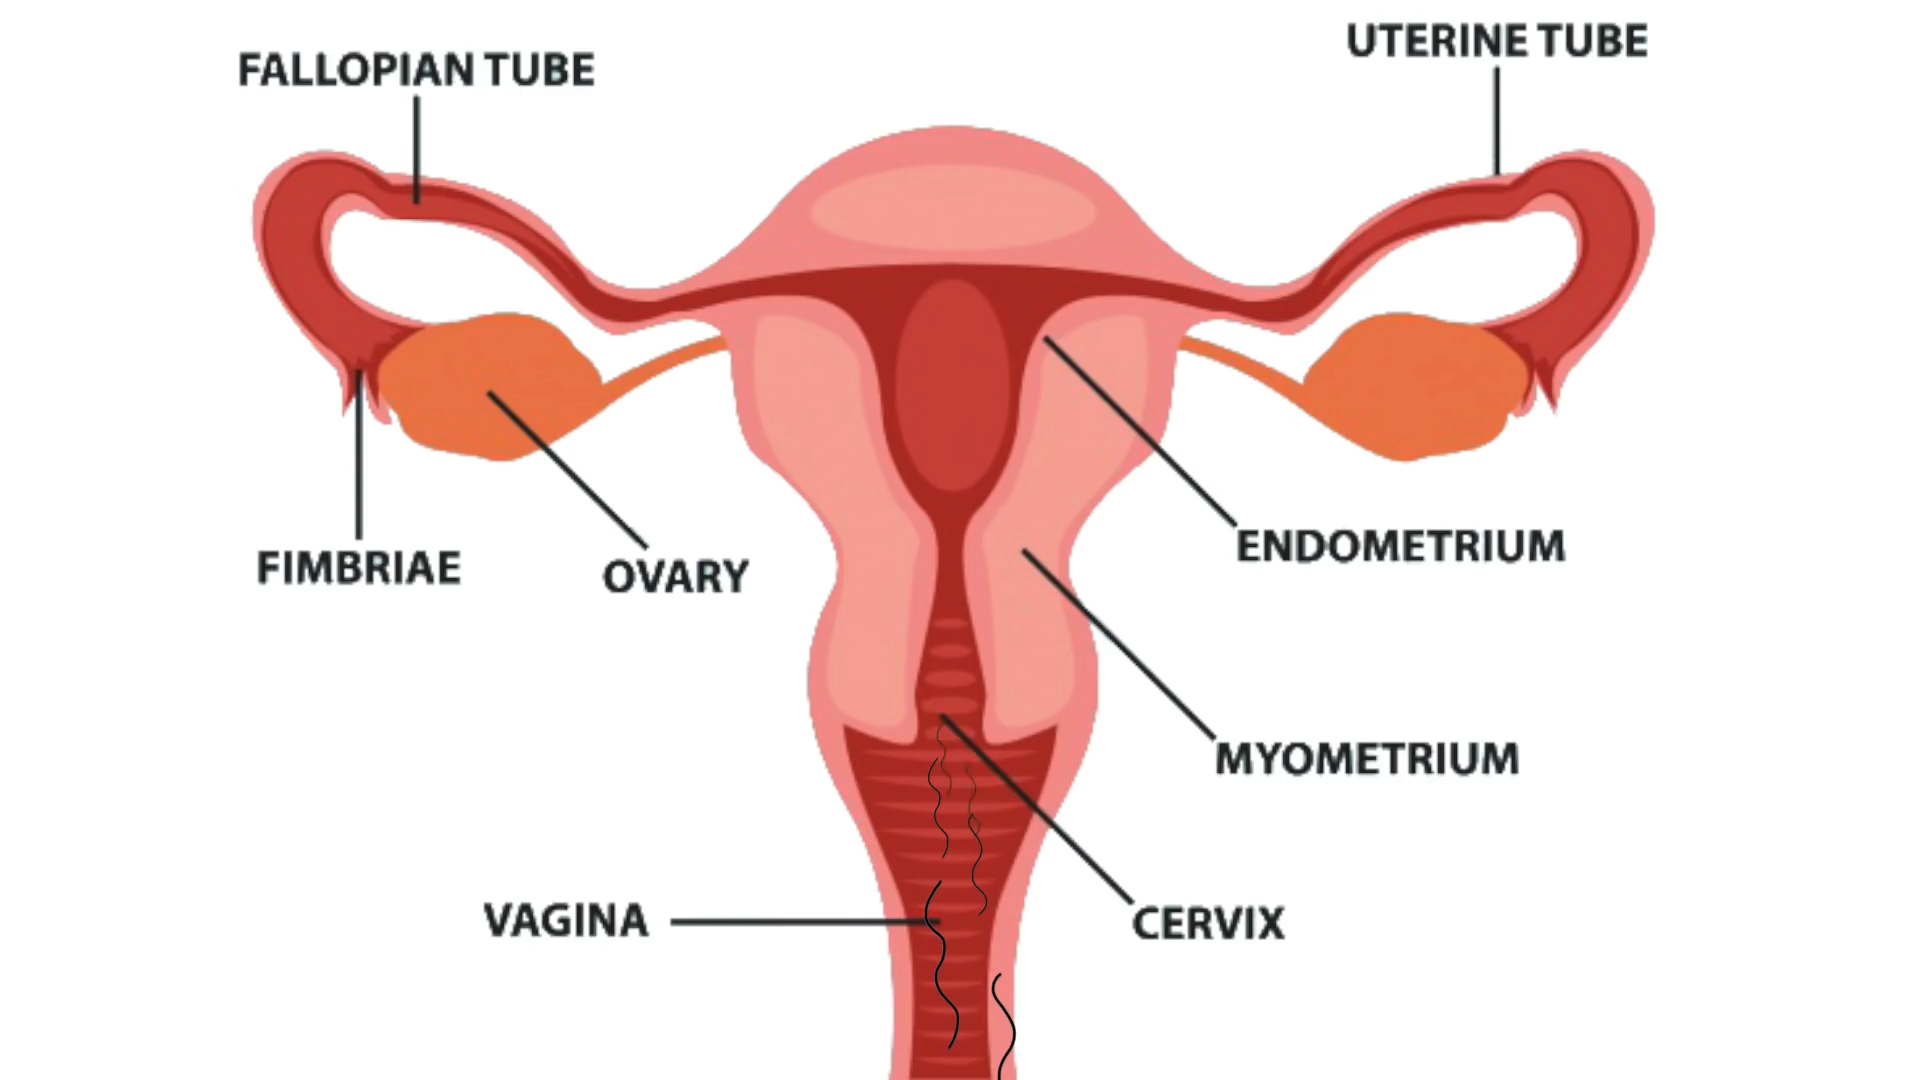 UTERINE TUBE
FALLOPIAN TUBE
ENDOMETRIUM
FIMBRIAE
OVARY
MYOMETRIUM
VAGINA
CERVIX